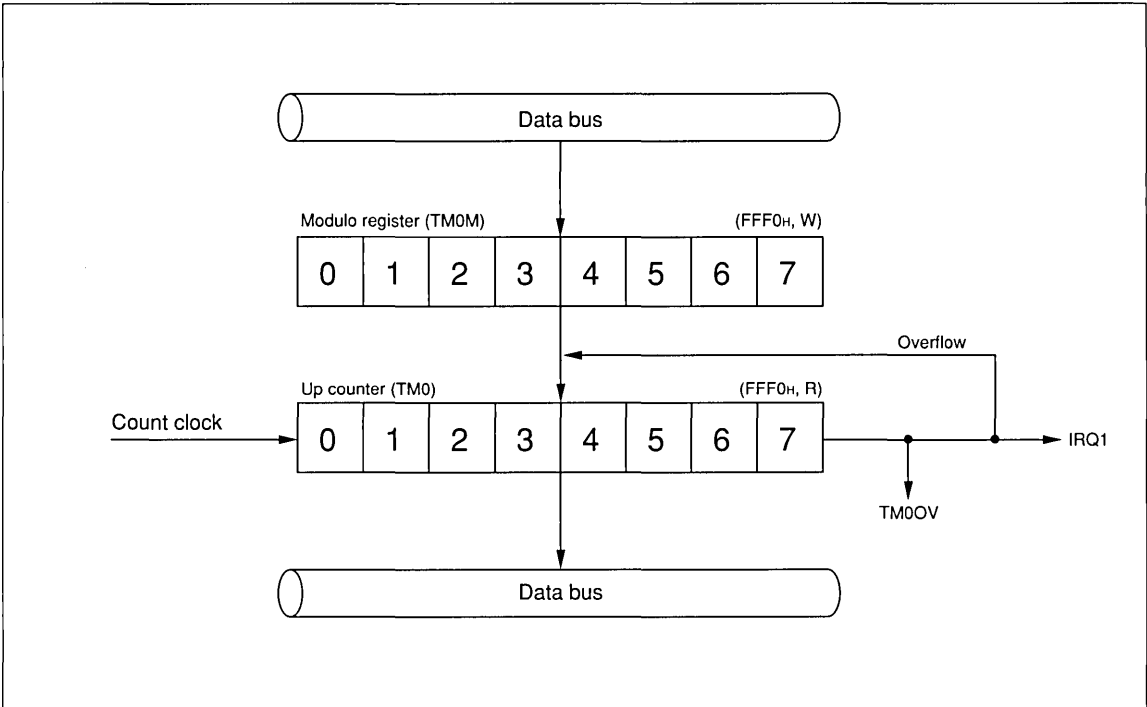 Data bus
Modulo register (TM0M) (FFF0H, W)
0 1 2 3 4 5 6 7
Overflow
Up counter (TM0) (FFF0H, R)
Count clock
0 1 2 3 4 5 6 7
IRQ1
TM0OV
Data bus